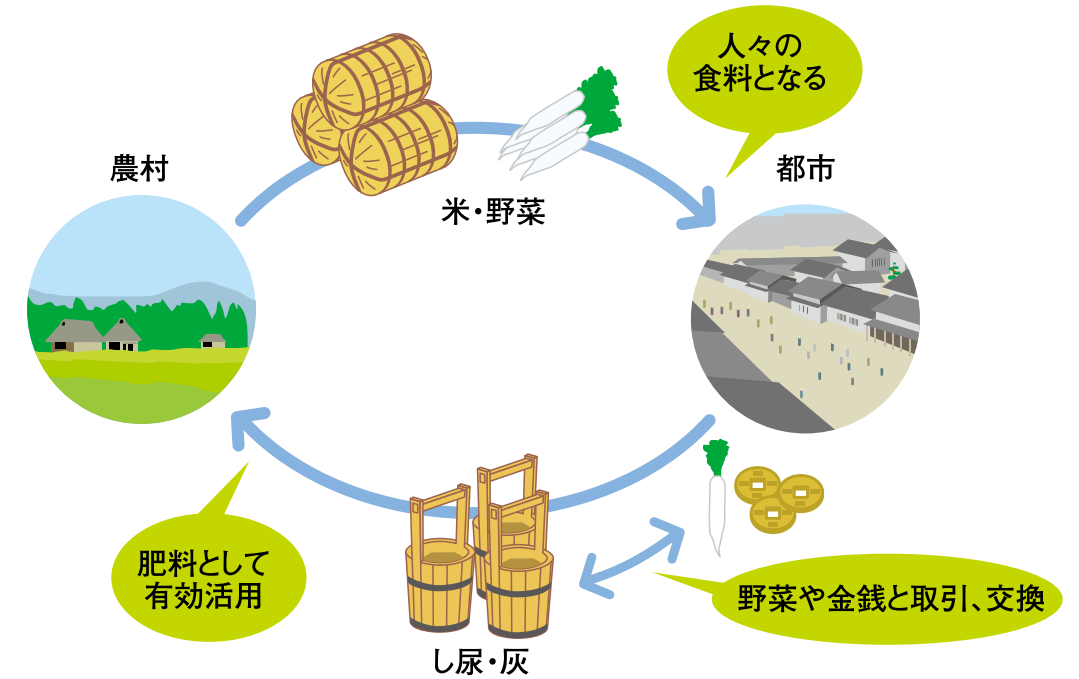 人々の
食料となる
農村
都市
米・野菜
肥料として
有効活用
野菜や金銭と取引、交換
し尿・灰